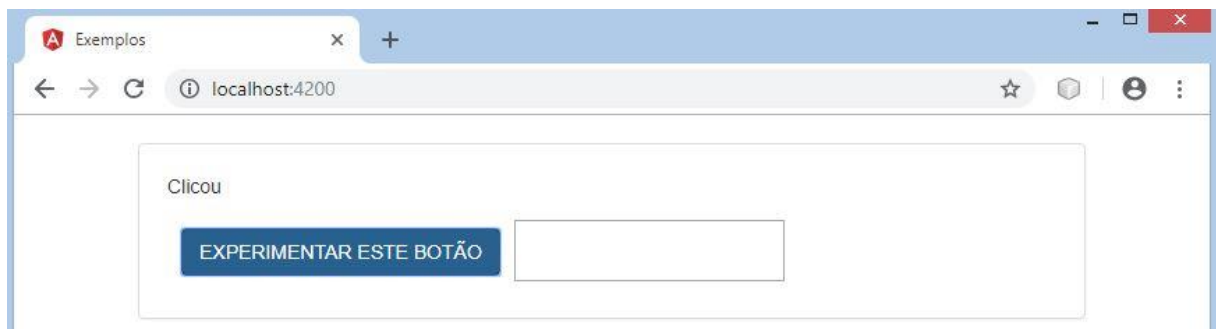 Exemplos
localhost:4200
Clicou
EXPERIMENTAR ESTE BOTÃO